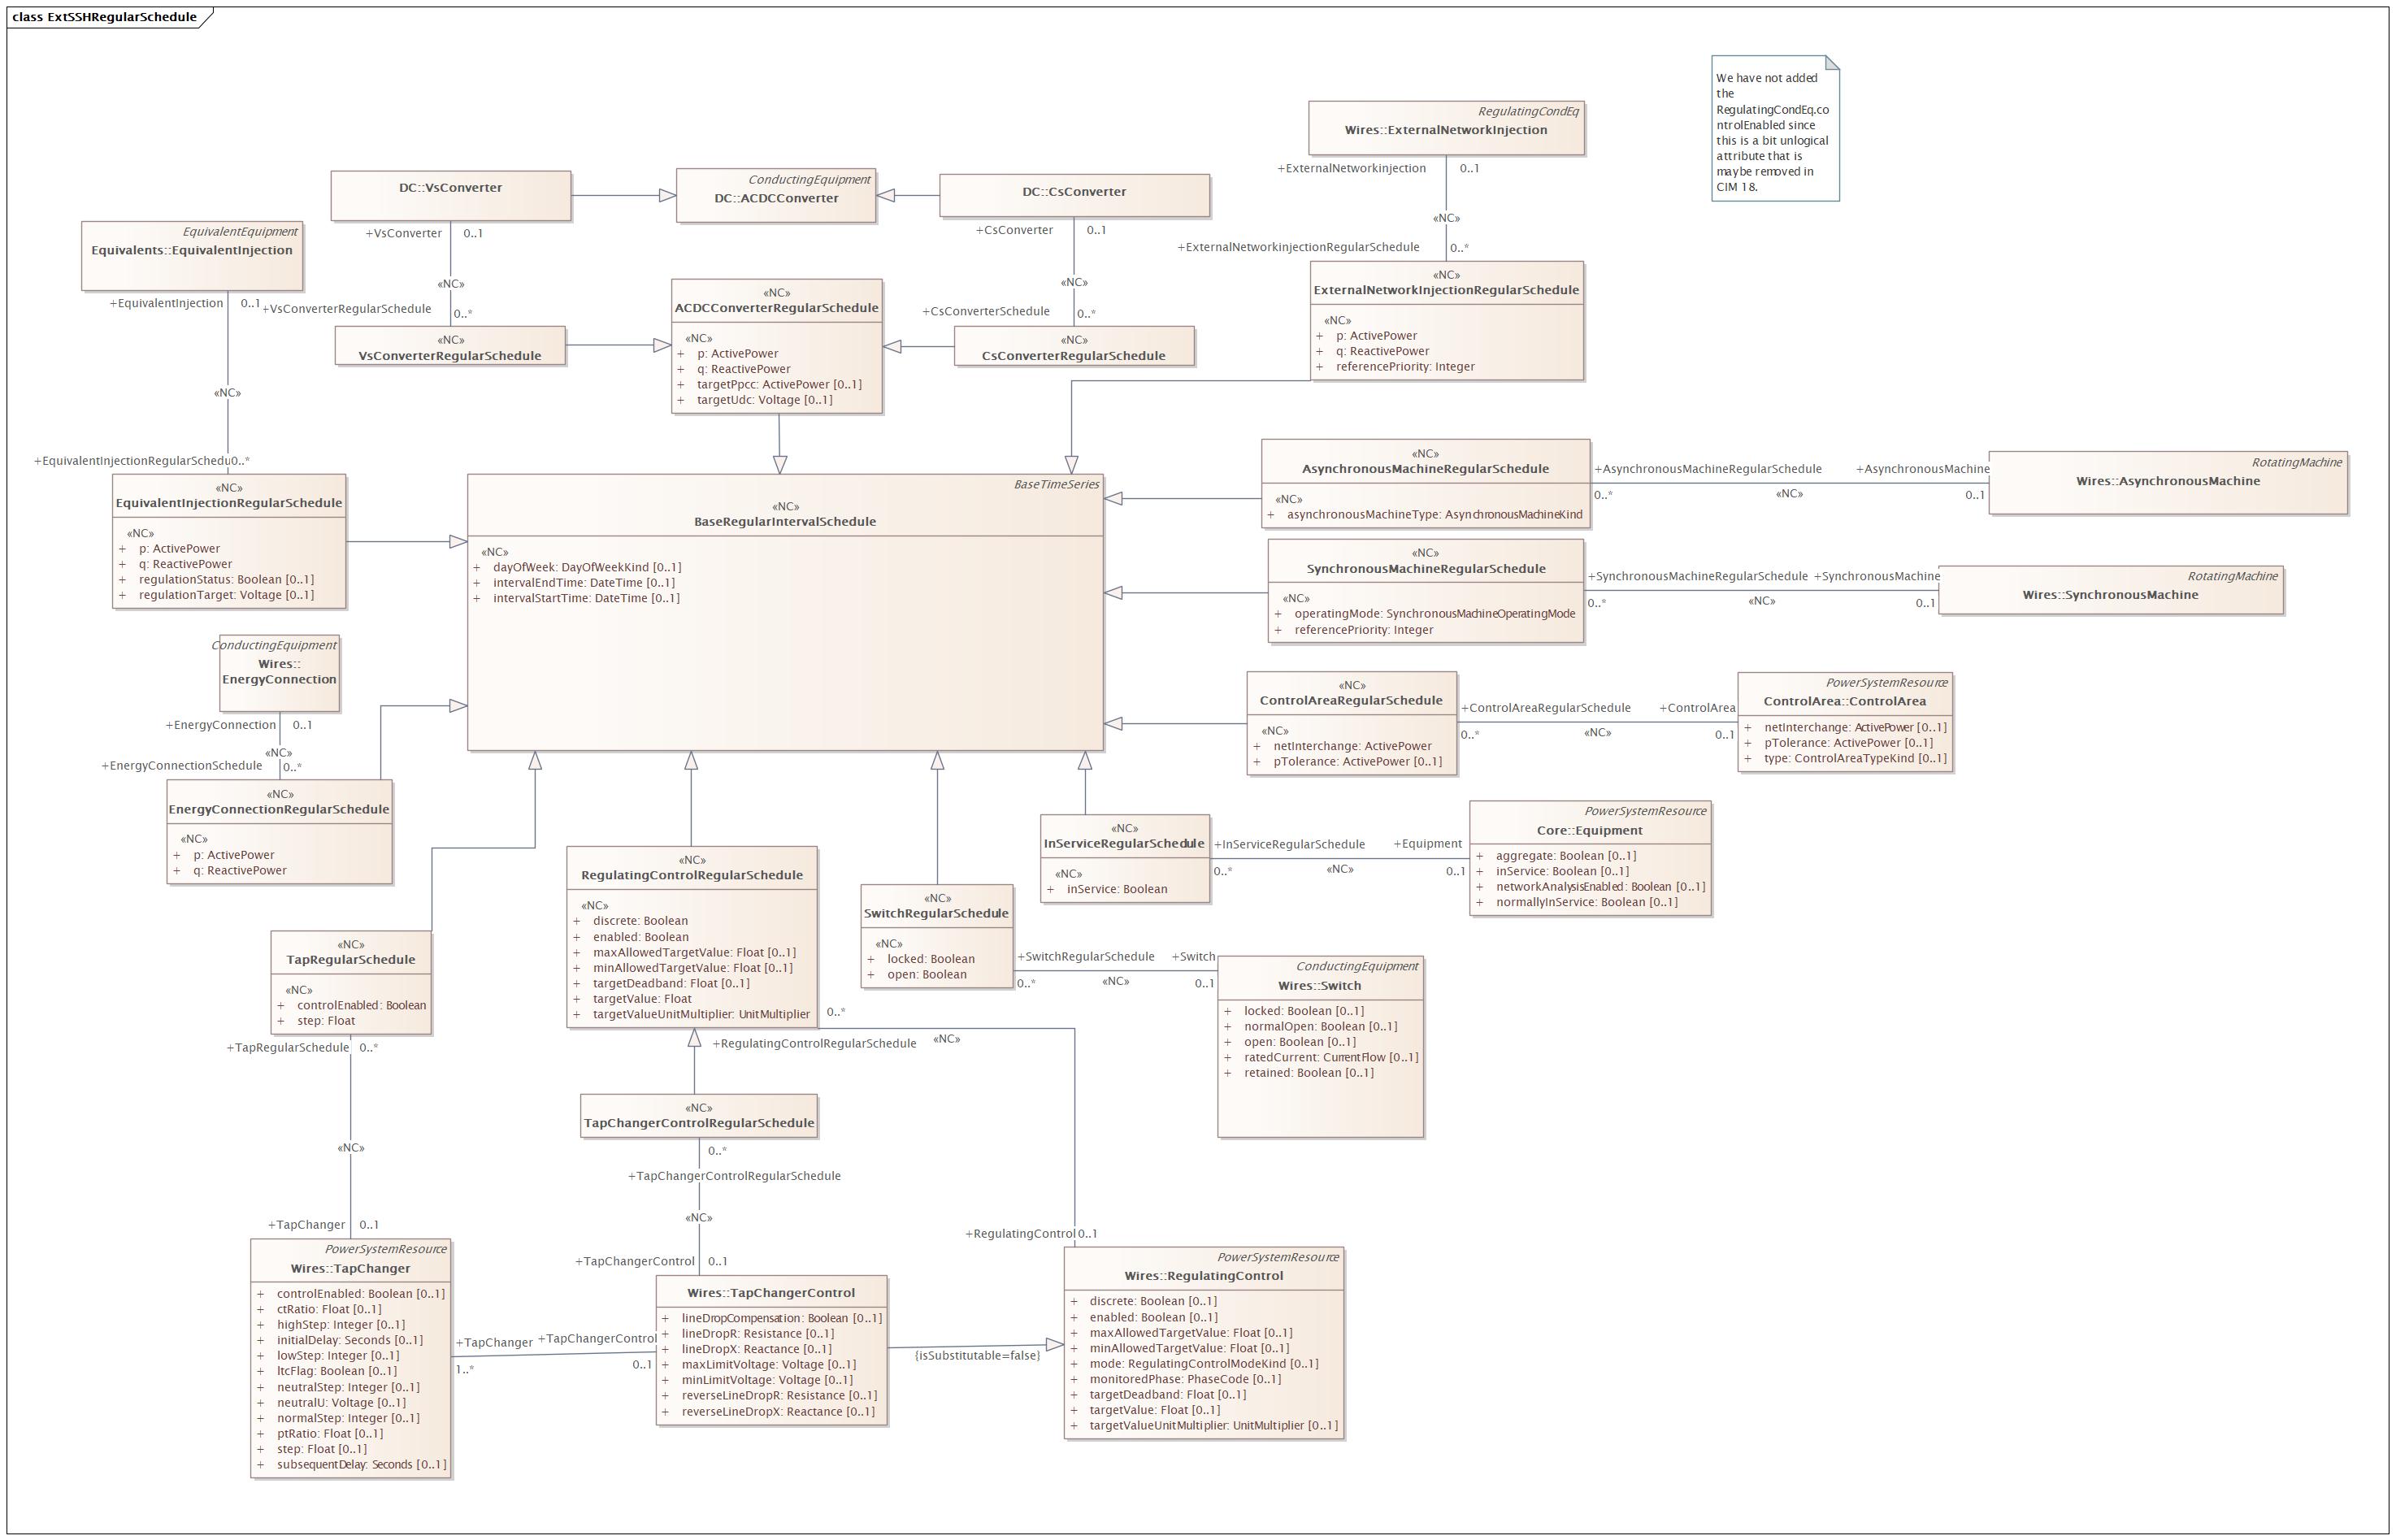 class ExtSSHRegularSchedule
We have not added
the
RegulatingCondEq.co
ntrolEnabled since
this is a bit unlogical
attribute that is
maybe removed in
CIM 18.
RegulatingCondEq
Wires::ExternalNetworkInjection
+ExternalNetworkinjection 0..1
«NC»
+ExternalNetworkinjectionRegularSchedule 0..*
«NC»
ExternalNetworkInjectionRegularSchedule
«NC»
+ p: ActivePower
+ q: ReactivePower
+ referencePriority: Integer
DC::VsConverter
ConductingEquipment
DC::ACDCConverter
DC::CsConverter
+VsConverter 0..1
«NC»
+VsConverterRegularSchedule 0..*
«NC»
VsConverterRegularSchedule
+CsConverter 0..1
«NC»
+CsConverterSchedule 0..*
«NC»
CsConverterRegularSchedule
«NC»
ACDCConverterRegularSchedule
«NC»
+ p: ActivePower
+ q: ReactivePower
+ targetPpcc: ActivePower [0..1]
+ targetUdc: Voltage [0..1]
EquivalentEquipment
Equivalents::EquivalentInjection
+EquivalentInjection 0..1
«NC»
+EquivalentInjectionRegularSchedu 0..*
«NC»
EquivalentInjectionRegularSchedule
«NC»
+ p: ActivePower
+ q: ReactivePower
+ regulationStatus: Boolean [0..1]
+ regulationTarget: Voltage [0..1]
BaseTimeSeries
«NC»
BaseRegularIntervalSchedule
«NC»
+ dayOfWeek: DayOfWeekKind [0..1]
+ intervalEndTime: DateTime [0..1]
+ intervalStartTime: DateTime [0..1]
«NC»
AsynchronousMachineRegularSchedule
«NC»
+ asynchronousMachineType: AsynchronousMachineKind
+AsynchronousMachineRegularSchedule +AsynchronousMachine
0..* «NC» 0..1
RotatingMachine
Wires::AsynchronousMachine
«NC»
SynchronousMachineRegularSchedule
«NC»
+ operatingMode: SynchronousMachineOperatingMode
+ referencePriority: Integer
+SynchronousMachineRegularSchedule +SynchronousMachine
0..* «NC» 0..1
RotatingMachine
Wires::SynchronousMachine
ConductingEquipment
Wires::
EnergyConnection
+EnergyConnection 0..1
«NC»
+EnergyConnectionSchedule 0..*
«NC»
EnergyConnectionRegularSchedule
«NC»
+ p: ActivePower
+ q: ReactivePower
«NC»
ControlAreaRegularSchedule
«NC»
+ netInterchange: ActivePower
+ pTolerance: ActivePower [0..1]
+ControlAreaRegularSchedule +ControlArea
0..* «NC» 0..1
PowerSystemResource
ControlArea::ControlArea
+ netInterchange: ActivePower [0..1]
+ pTolerance: ActivePower [0..1]
+ type: ControlAreaTypeKind [0..1]
«NC»
InServiceRegularSchedule
«NC»
+ inService: Boolean
+InServiceRegularSchedule +Equipment
0..* «NC» 0..1
PowerSystemResource
Core::Equipment
+ aggregate: Boolean [0..1]
+ inService: Boolean [0..1]
+ networkAnalysisEnabled: Boolean [0..1]
+ normallyInService: Boolean [0..1]
«NC»
RegulatingControlRegularSchedule
«NC»
+ discrete: Boolean
+ enabled: Boolean
+ maxAllowedTargetValue: Float [0..1]
+ minAllowedTargetValue: Float [0..1]
+ targetDeadband: Float [0..1]
+ targetValue: Float
+ targetValueUnitMultiplier: UnitMultiplier
0..*
+RegulatingControlRegularSchedule «NC»
«NC»
SwitchRegularSchedule
«NC»
+ locked: Boolean
+ open: Boolean
+SwitchRegularSchedule +Switch
0..* «NC» 0..1
ConductingEquipment
Wires::Switch
+ locked: Boolean [0..1]
+ normalOpen: Boolean [0..1]
+ open: Boolean [0..1]
+ ratedCurrent: CurrentFlow [0..1]
+ retained: Boolean [0..1]
«NC»
TapRegularSchedule
«NC»
+ controlEnabled: Boolean
+ step: Float
+TapRegularSchedule 0..*
«NC»
+TapChanger 0..1
«NC»
TapChangerControlRegularSchedule
0..*
+TapChangerControlRegularSchedule
«NC»
+TapChangerControl 0..1
+RegulatingControl 0..1
PowerSystemResource
Wires::TapChanger
+ controlEnabled: Boolean [0..1]
+ ctRatio: Float [0..1]
+ highStep: Integer [0..1]
+ initialDelay: Seconds [0..1]
+ lowStep: Integer [0..1]
+ ltcFlag: Boolean [0..1]
+ neutralStep: Integer [0..1]
+ neutralU: Voltage [0..1]
+ normalStep: Integer [0..1]
+ ptRatio: Float [0..1]
+ step: Float [0..1]
+ subsequentDelay: Seconds [0..1]
+TapChanger +TapChangerControl
1..* 0..1
Wires::TapChangerControl
+ lineDropCompensation: Boolean [0..1]
+ lineDropR: Resistance [0..1]
+ lineDropX: Reactance [0..1]
+ maxLimitVoltage: Voltage [0..1]
+ minLimitVoltage: Voltage [0..1]
+ reverseLineDropR: Resistance [0..1]
+ reverseLineDropX: Reactance [0..1]
{isSubstitutable=false}
PowerSystemResource
Wires::RegulatingControl
+ discrete: Boolean [0..1]
+ enabled: Boolean [0..1]
+ maxAllowedTargetValue: Float [0..1]
+ minAllowedTargetValue: Float [0..1]
+ mode: RegulatingControlModeKind [0..1]
+ monitoredPhase: PhaseCode [0..1]
+ targetDeadband: Float [0..1]
+ targetValue: Float [0..1]
+ targetValueUnitMultiplier: UnitMultiplier [0..1]